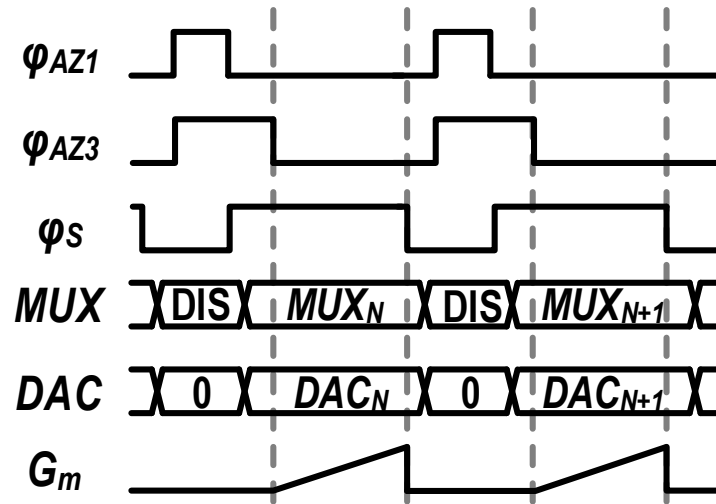 φAZ1
φAZ3
φS
MUX DIS MUXN DIS MUXN+1
DAC 0 DACN 0 DACN+1
Gm